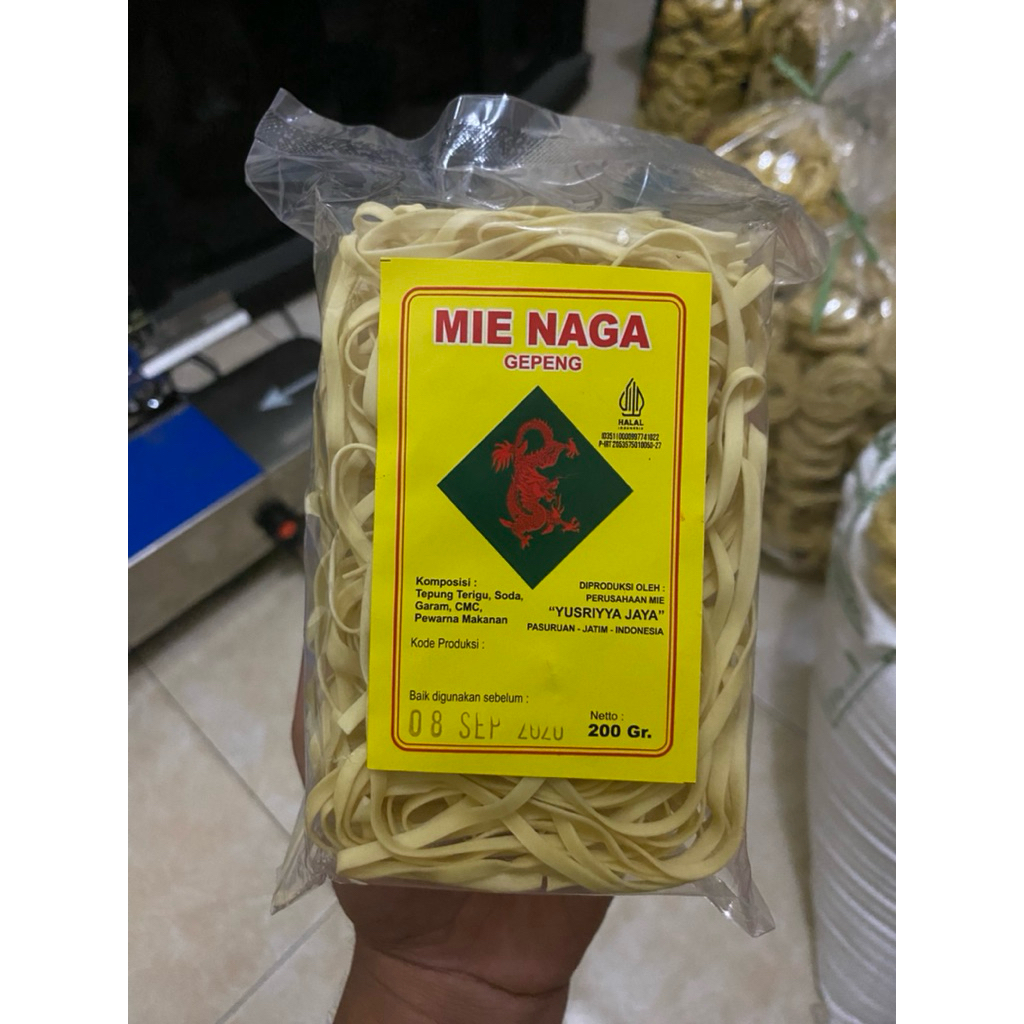 MIE NAGA
GEPENG
HALAL
INDONESIA
Komposisi :
Tepung Terigu, Soda,
Garam, CMC,
Pewarna Makanan
DIPRODUKSI OLEH :
PERUSAHAAN MIE
"YUSRIYYA JAYA"
PASURUAN - JATIM - INDONESIA
Kode Produksi :
Baik digunakan sebelum :
08 SEP
Netto :
200 Gr.